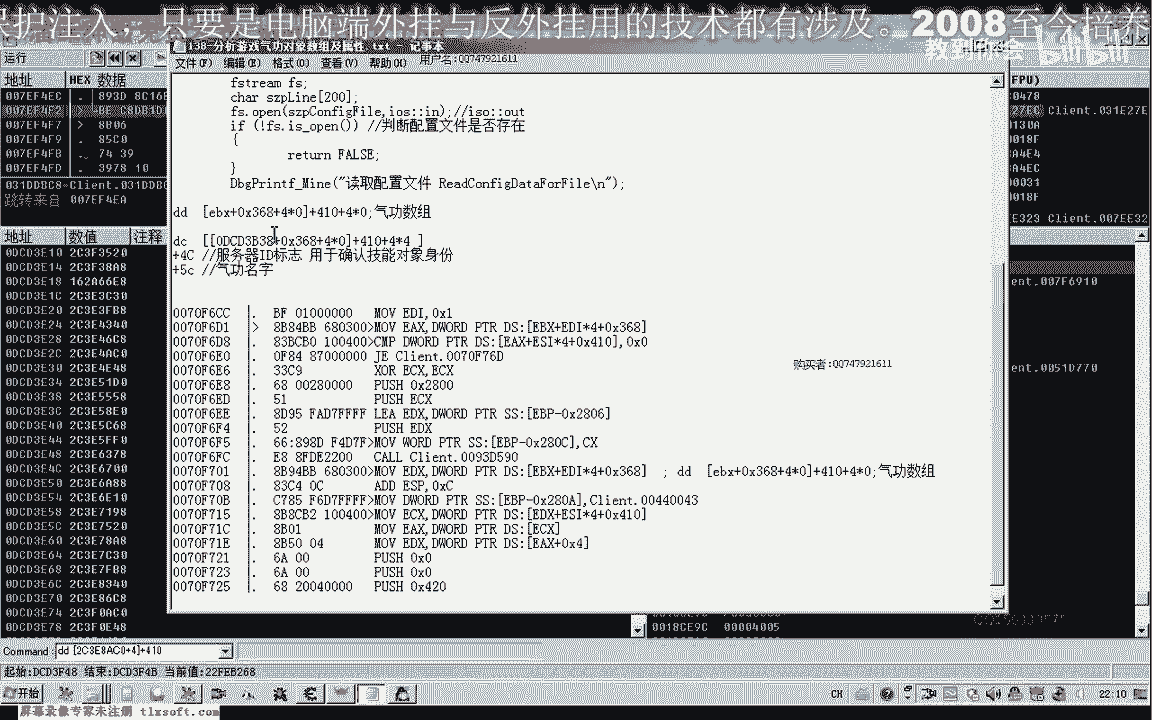 护注入，只要是电脑端外挂与反外挂用的技术都有涉及。2008至今培养
教到你会
bilibili
运行
138-分析游戏气功对象数组及属性.txt - 记事本
用户名:QQ747921611
文件(F) 编辑(E) 格式(O) 查看(V) 帮助(H)
地址 HEX 数据
007EF4EC
007EF4F7 > 8B06
007EF4F9 . 85C0
007EF4FB . 74 39
007EF4FD . 3978 10
031DD8C8=Client.031DD8C
跳转来自 007EF4EA
地址 数值 注释
0DCD3E10 2C3F3520
0DCD3E14 2C3F38A8
0DCD3E18 162A66E8
0DCD3E1C 2C3E3C30
0DCD3E20 2C3E3FB8
0DCD3E24 2C3E4340
0DCD3E28 2C3E46C8
0DCD3E2C 2C3E4AC0
0DCD3E30 2C3E4E48
0DCD3E34 2C3E51D0
0DCD3E38 2C3E5558
0DCD3E3C 2C3E58E0
0DCD3E40 2C3E5C68
0DCD3E44 2C3E5FF0
0DCD3E48 2C3E6378
0DCD3E4C 2C3E6700
0DCD3E50 2C3E6A88
0DCD3E54 2C3E6E10
0DCD3E58 2C3E7198
0DCD3E5C 2C3E7520
0DCD3E60 2C3E78A8
0DCD3E64 2C3E7C30
0DCD3E68 2C3E7FB8
0DCD3E6C 2C3E8340
0DCD3E70 2C3E86C8
0DCD3E74 2C3F0AC0
0DCD3E78 2C3F0E48
fstream fs;
char szpLine[200];
fs.open(szpConfigFile,ios::in);//iso::out
if (!fs.is_open()) //判断配置文件是否存在
{
return FALSE;
}
DbgPrintf_Mine("读取配置文件 ReadConfigDataForFile\n");
dd [ebx+0x368+4*0]+410+4*0;气功数组
dc [[0DCD3B38+0x368+4*0]+410+4*4 ]
+4C //服务器ID标志 用于确认技能对象身份
+5c //气功名字
0070F6CC |. BF 01000000 MOV EDI,0x1
0070F6D1 |> 8B84BB 680300>MOV EAX,DWORD PTR DS:[EBX+EDI*4+0x368]
0070F6D8 |. 83BCB0 100400>CMP DWORD PTR DS:[EAX+ESI*4+0x410],0x0
0070F6E0 |. 0F84 87000000 JE Client.0070F76D
0070F6E6 |. 33C9 XOR ECX,ECX
0070F6E8 |. 68 00280000 PUSH 0x2800
0070F6ED |. 51 PUSH ECX
0070F6EE |. 8D95 FAD7FFFF LEA EDX,DWORD PTR SS:[EBP-0x2806]
0070F6F4 |. 52 PUSH EDX
0070F6F5 |. 66:898D F4D7F>MOV WORD PTR SS:[EBP-0x280C],CX
0070F6FC |. E8 8FDE2200 CALL Client.0093D590
0070F701 |. 8B94BB 680300>MOV EDX,DWORD PTR DS:[EBX+EDI*4+0x368] ; dd [ebx+0x368+4*0]+410+4*0;气功数组
0070F708 |. 83C4 0C ADD ESP,0xC
0070F70B |. C785 F6D7FFFF>MOV DWORD PTR SS:[EBP-0x280A],Client.00440043
0070F715 |. 8B8CB2 100400>MOV ECX,DWORD PTR DS:[EDX+ESI*4+0x410]
0070F71C |. 8B01 MOV EAX,DWORD PTR DS:[ECX]
0070F71E |. 8B50 04 MOV EDX,DWORD PTR DS:[EAX+0x4]
0070F721 |. 6A 00 PUSH 0x0
0070F723 |. 6A 00 PUSH 0x0
0070F725 |. 68 20040000 PUSH 0x420
购买者:QQ747921611
FPU)
Client.031E27E
EE323 Client.007EE32
ent.007F6910
ent.0051D770
0018CE9C 00004005
Command: dd [2C3E8AC0+4]+410
起始:DCD3F48 结束:DCD3F4B 当前值:22FEB268
开始
CH
22:10
屏幕录像专家未注册 tlxsoft.com